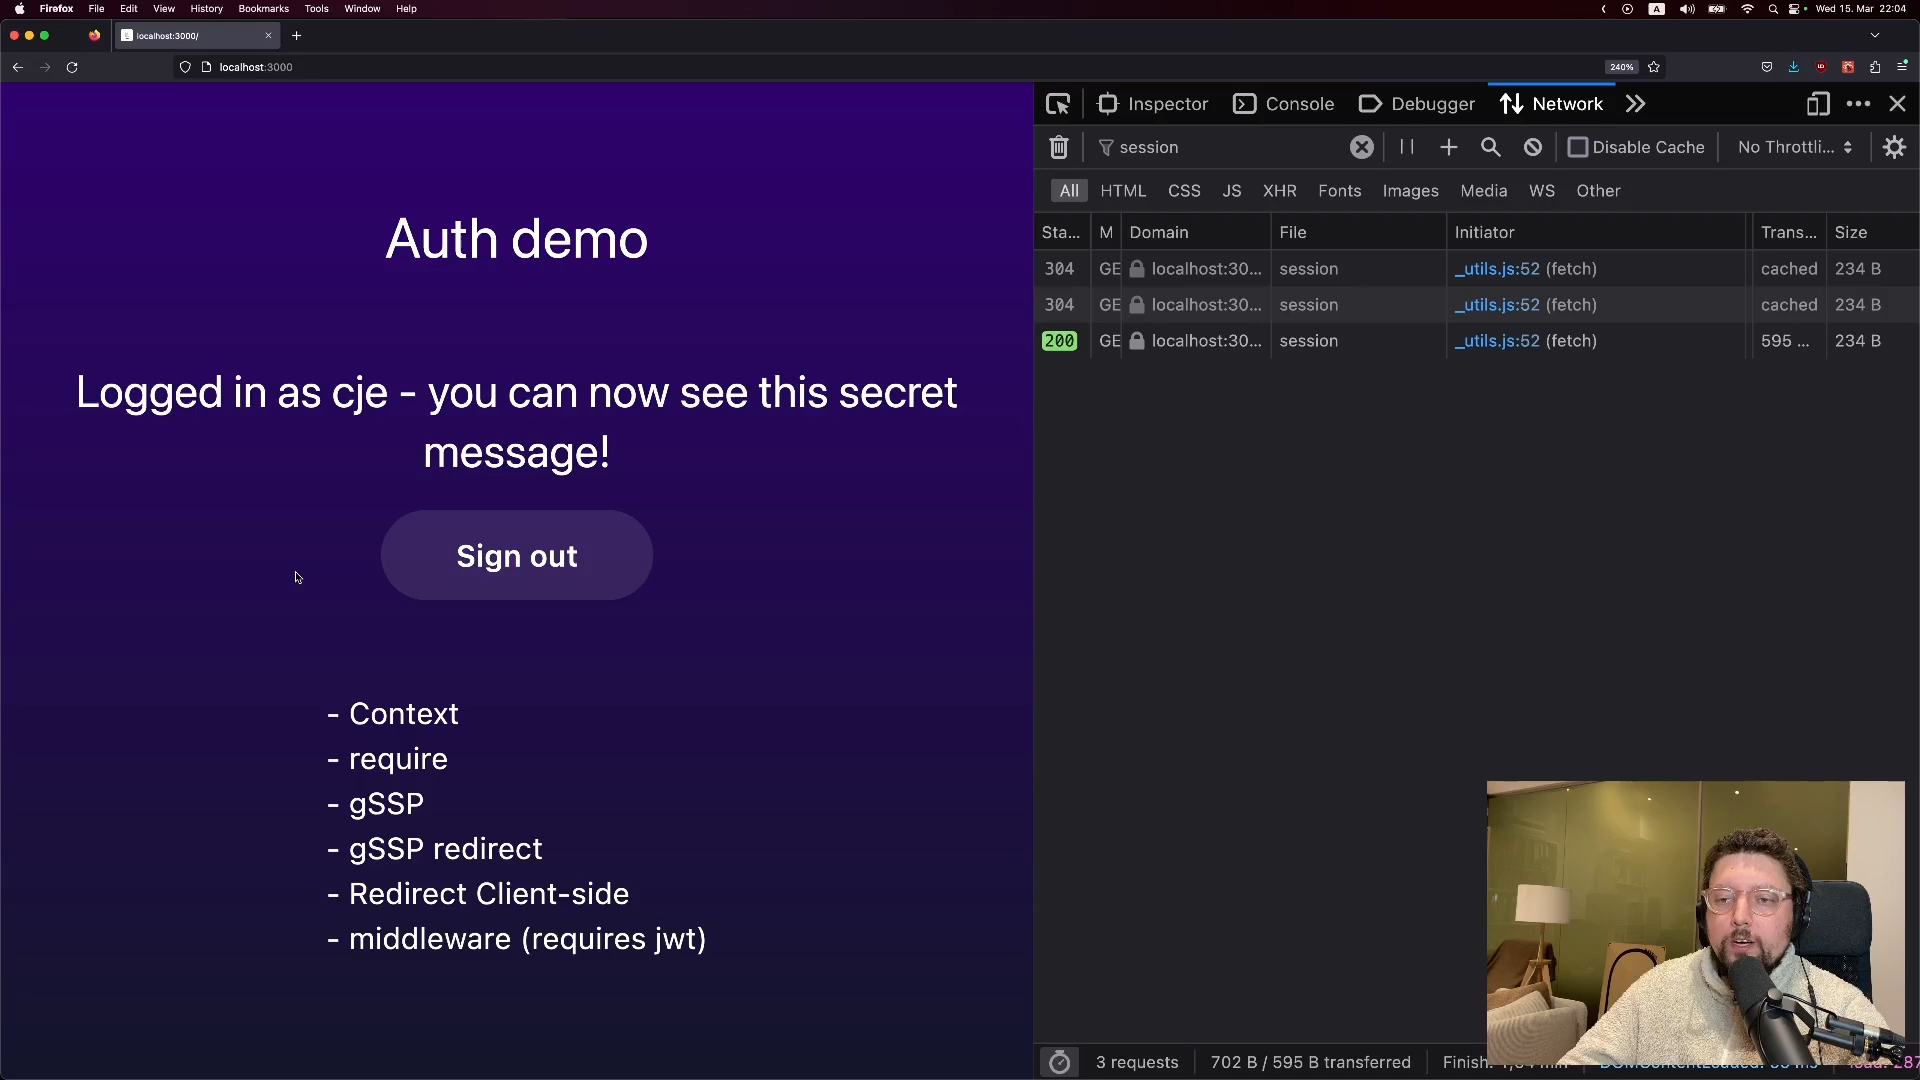 Firefox File Edit View History Bookmarks Tools Window Help
A
Wed 15. Mar 22:04
localhost:3000/
localhost:3000
240%
Auth demo
Logged in as cje - you can now see this secret
message!
Sign out
- Context
- require
- gSSP
- gSSP redirect
- Redirect Client-side
- middleware (requires jwt)
Inspector Console Debugger Network
session
Disable Cache
No Throttli...
All HTML CSS JS XHR Fonts Images Media WS Other
Sta... M Domain File Initiator Trans... Size
304 GE localhost:30... session _utils.js:52 (fetch) cached 234 B
304 GE localhost:30... session _utils.js:52 (fetch) cached 234 B
200 GE localhost:30... session _utils.js:52 (fetch) 595 ... 234 B
3 requests 702 B / 595 B transferred Finish: